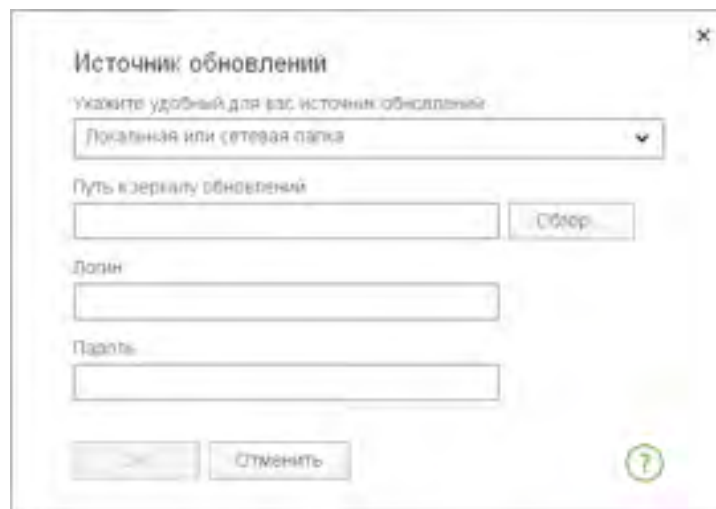 Источник обновлений
Укажите удобный для вас источник обновлений
Локальная или сетевая папка
Путь к зеркалу обновлений
Обзор...
Логин
Пароль
Отменить
?